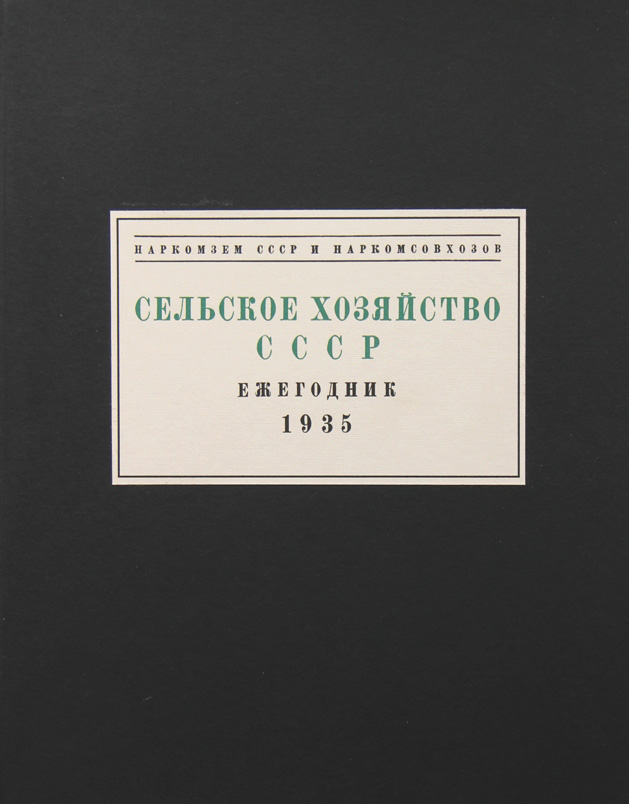 НАРКОМЗЕМ СССР И НАРКОМСОВХОЗОВ
СЕЛЬСКОЕ ХОЗЯЙСТВО
СССР
ЕЖЕГОДНИК
1935